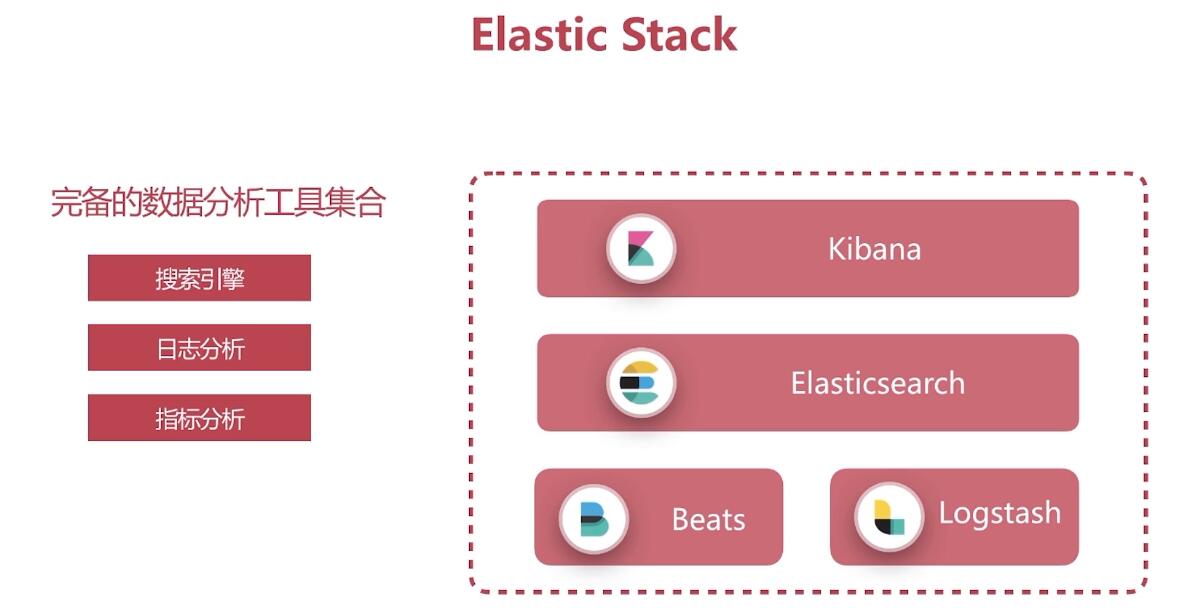 Elastic Stack
完备的数据分析工具集合
搜索引擎
日志分析
指标分析
Kibana
Elasticsearch
Beats
Logstash